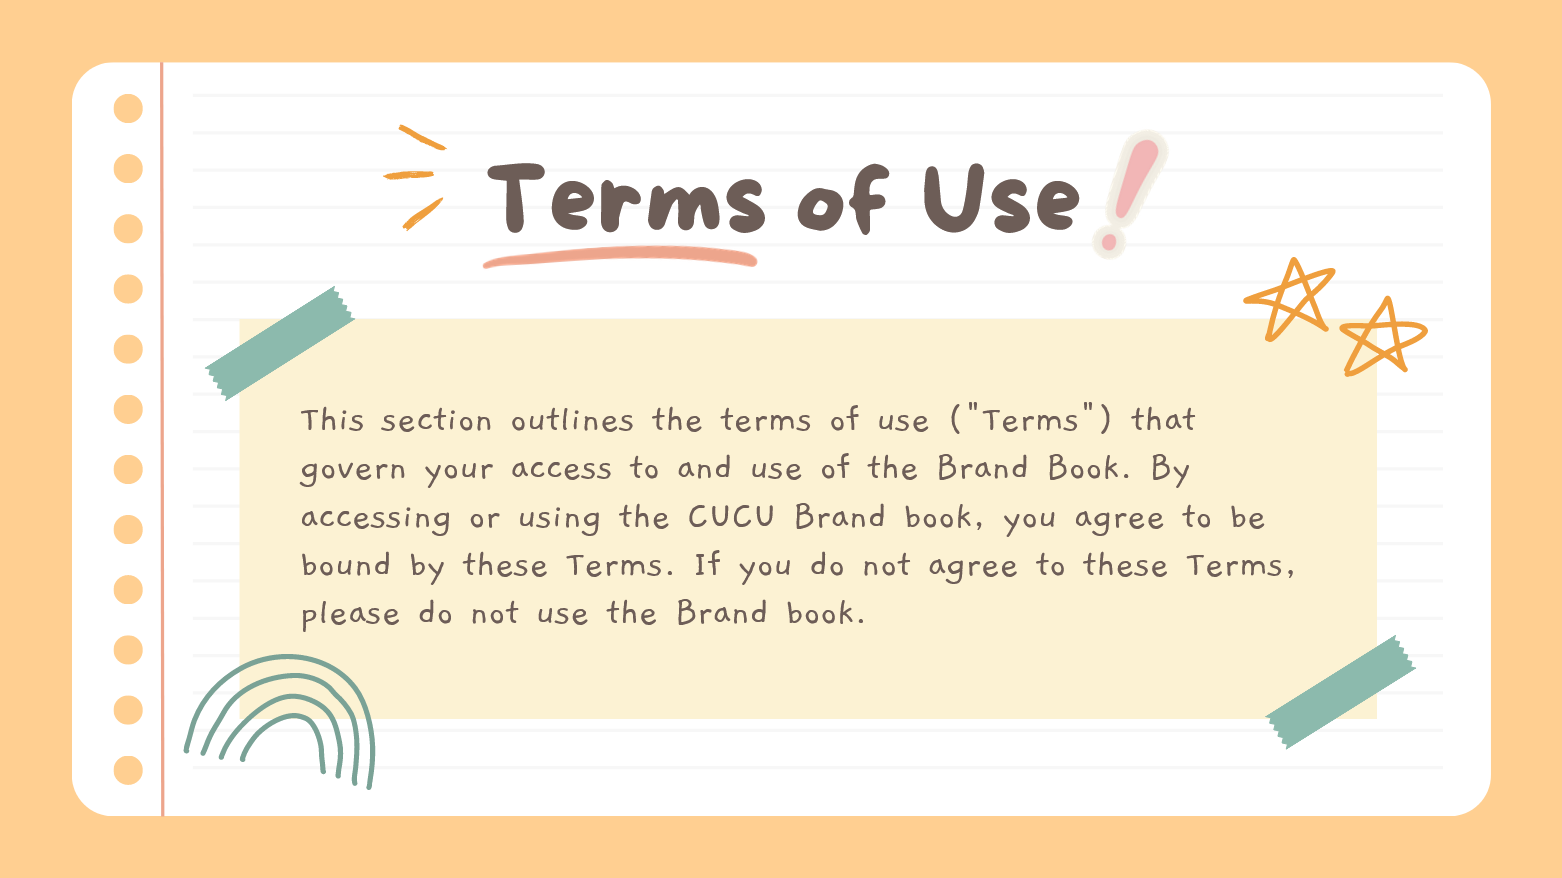 Terms of Use!
This section outlines the terms of use ("Terms") that
govern your access to and use of the Brand Book. By
accessing or using the CUCU Brand book, you agree to be
bound by these Terms. If you do not agree to these Terms,
please do not use the Brand book.